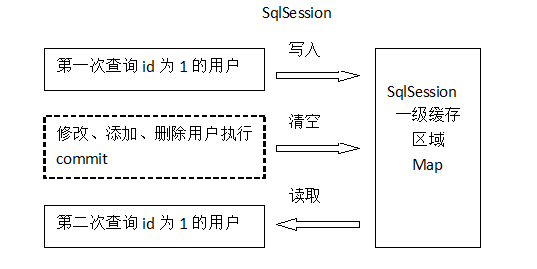 SqlSession
第一次查询 id 为 1 的用户
写入
修改、添加、删除用户执行
commit
清空
第二次查询 id 为 1 的用户
读取
SqlSession
一级缓存
区域
Map